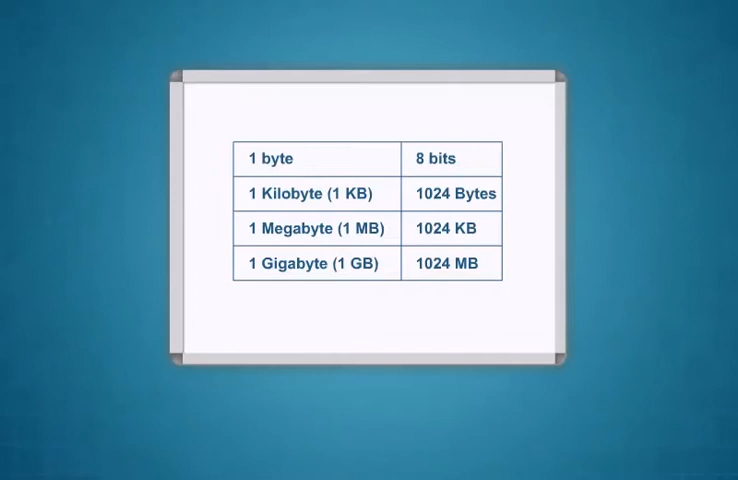 1 byte 8 bits
1 Kilobyte (1 KB) 1024 Bytes
1 Megabyte (1 MB) 1024 KB
1 Gigabyte (1 GB) 1024 MB